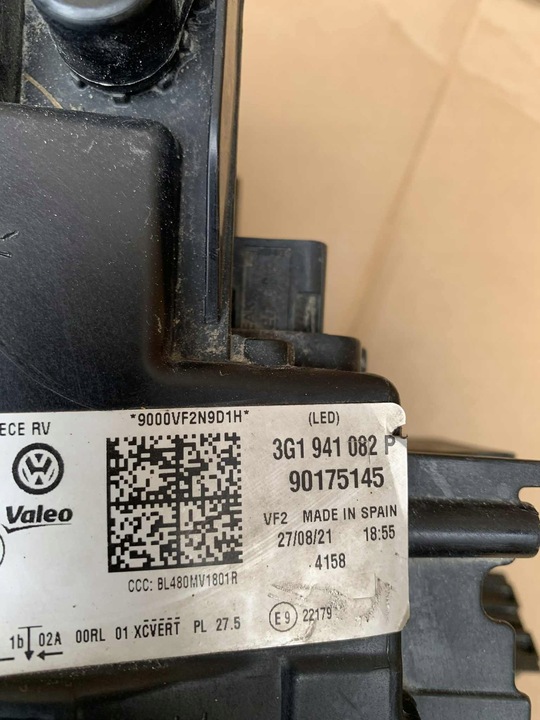 *9000VF2N9D1H*
(LED)
ECE RV
3G1 941 082 P
90175145
Valeo
VF2 MADE IN SPAIN
27/08/21 18:55
4158
CCC: BL480MV1801R
E9 22179
1b 02A 00RL 01 XCVERT PL 27.5